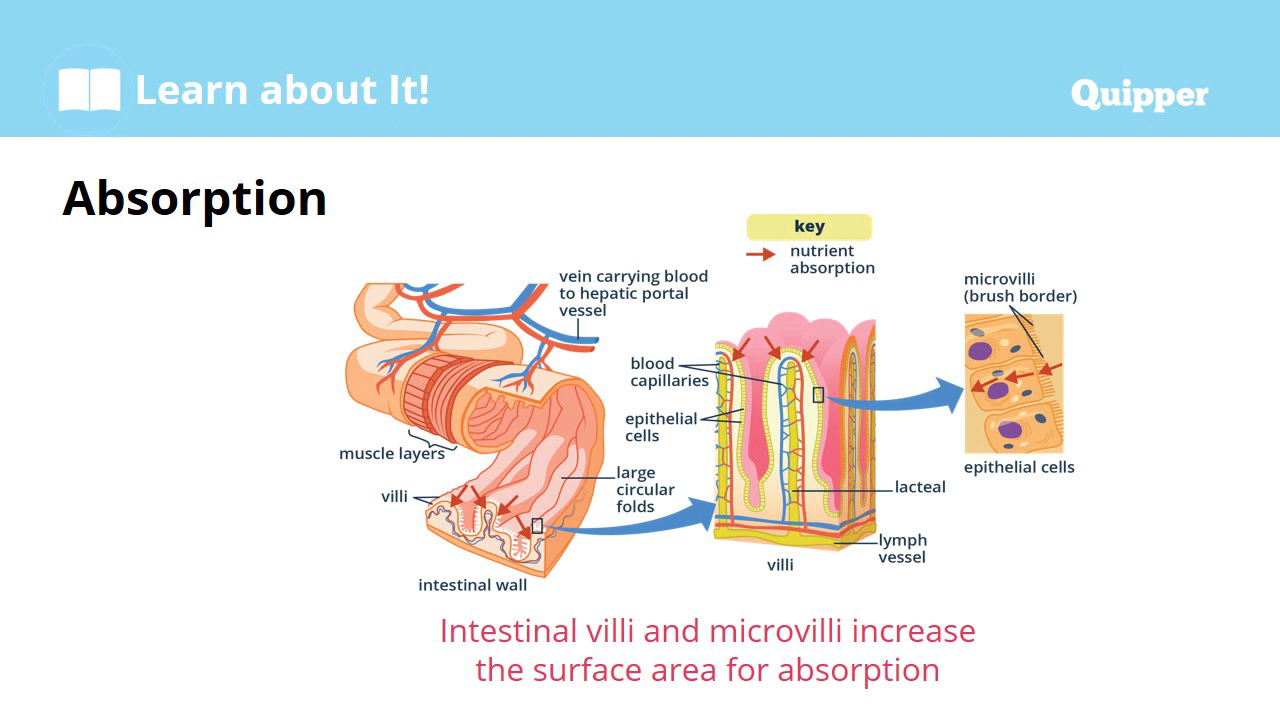 Learn about It!
Quipper
Absorption
key
nutrient
absorption
vein carrying blood
to hepatic portal
vessel
microvilli
(brush border)
blood
capillaries
epithelial
cells
muscle layers
large
circular
folds
villi
epithelial cells
lacteal
lymph
vessel
villi
intestinal wall
Intestinal villi and microvilli increase
the surface area for absorption